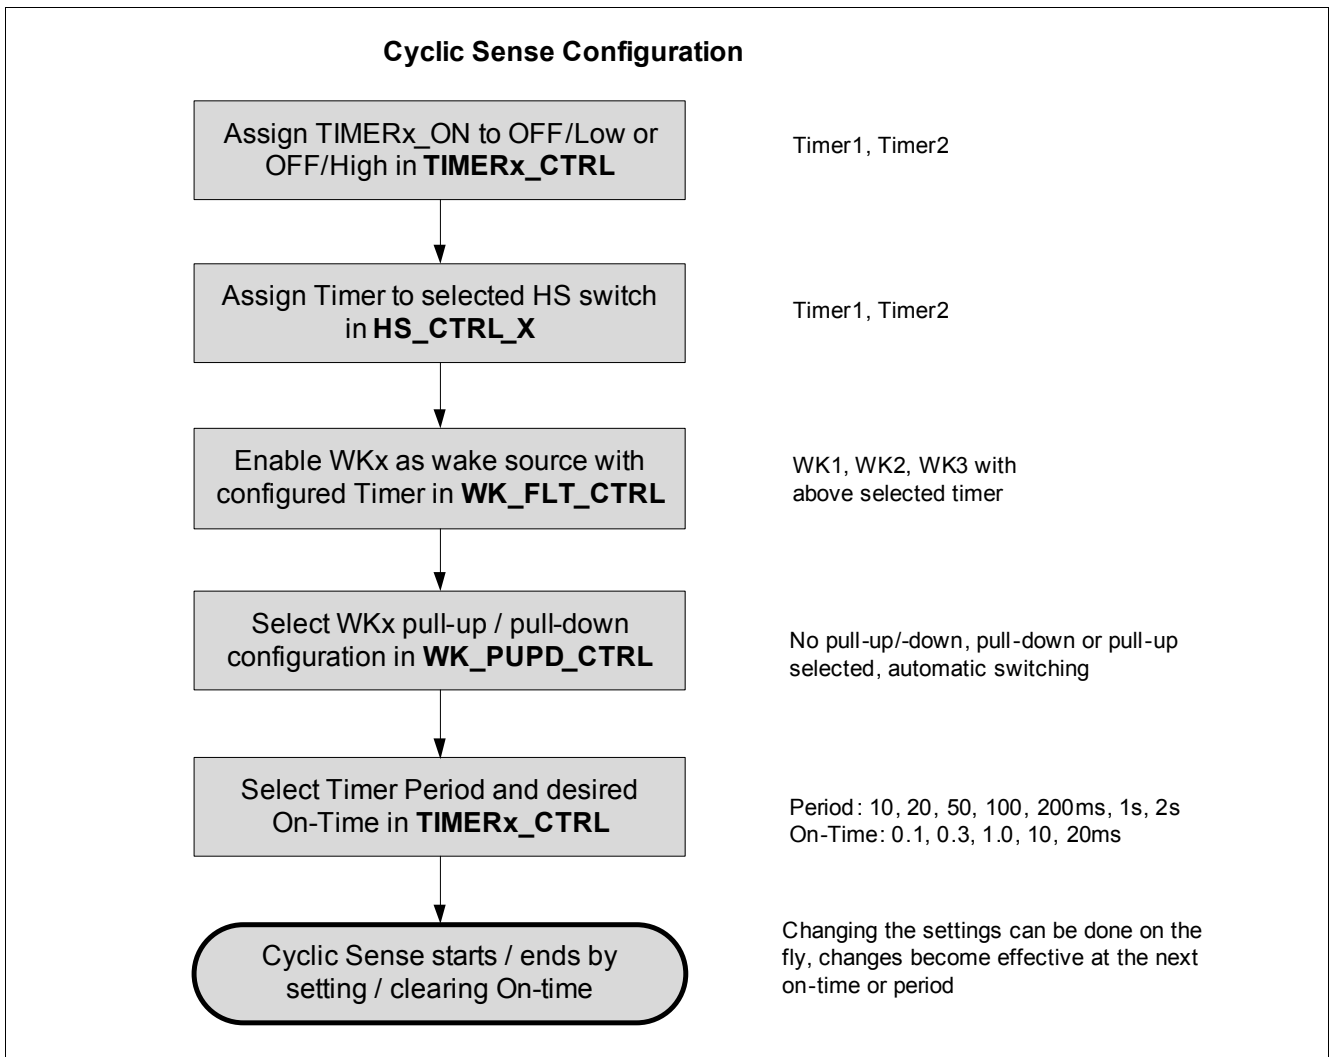 Cyclic Sense Configuration
Assign TIMERx_ON to OFF/Low or
OFF/High in TIMERx_CTRL
Timer1, Timer2
Assign Timer to selected HS switch
in HS_CTRL_X
Timer1, Timer2
Enable WKx as wake source with
configured Timer in WK_FLT_CTRL
WK1, WK2, WK3 with
above selected timer
Select WKx pull-up / pull-down
configuration in WK_PUPD_CTRL
No pull-up/-down, pull-down or pull-up
selected, automatic switching
Select Timer Period and desired
On-Time in TIMERx_CTRL
Period: 10, 20, 50, 100, 200ms, 1s, 2s
On-Time: 0.1, 0.3, 1.0, 10, 20ms
Cyclic Sense starts / ends by
setting / clearing On-time
Changing the settings can be done on the
fly, changes become effective at the next
on-time or period